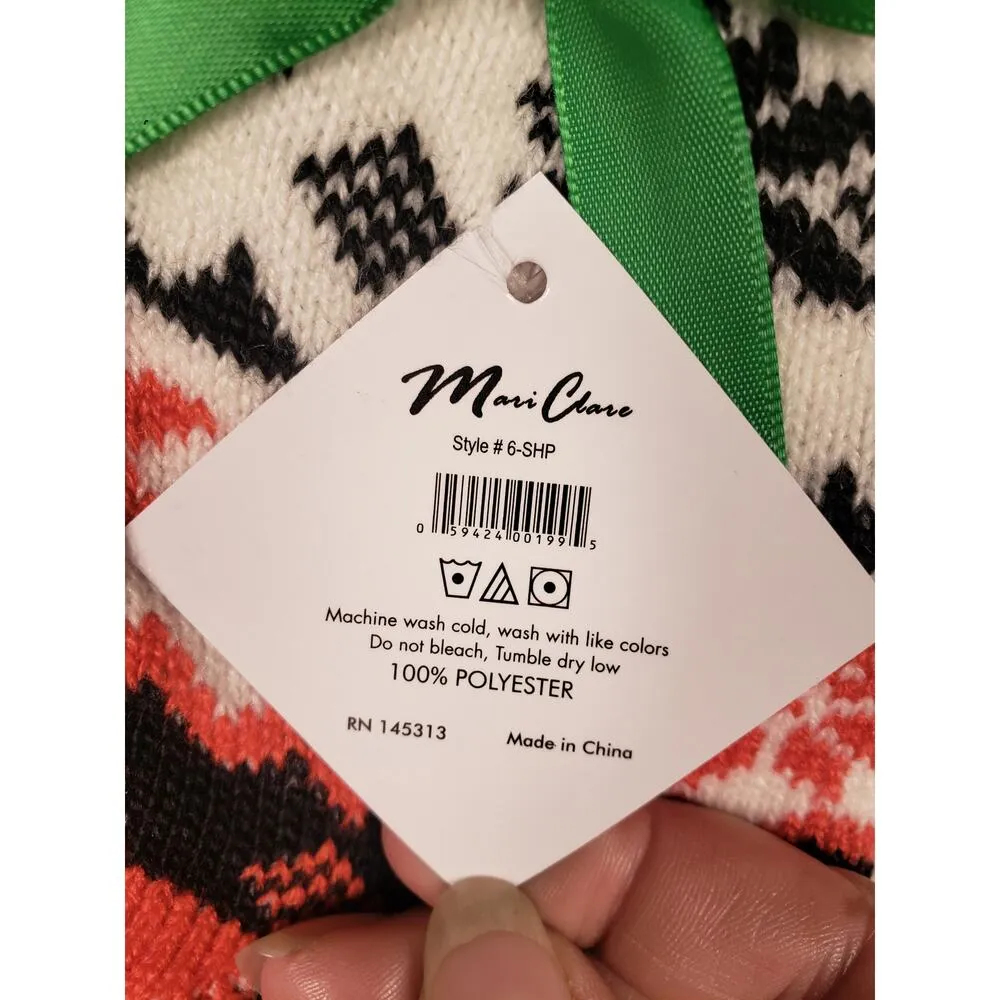 Mari Clare
Style # 6-SHP
0 59424 00199 5
Machine wash cold, wash with like colors
Do not bleach, Tumble dry low
100% POLYESTER
RN 145313 Made in China